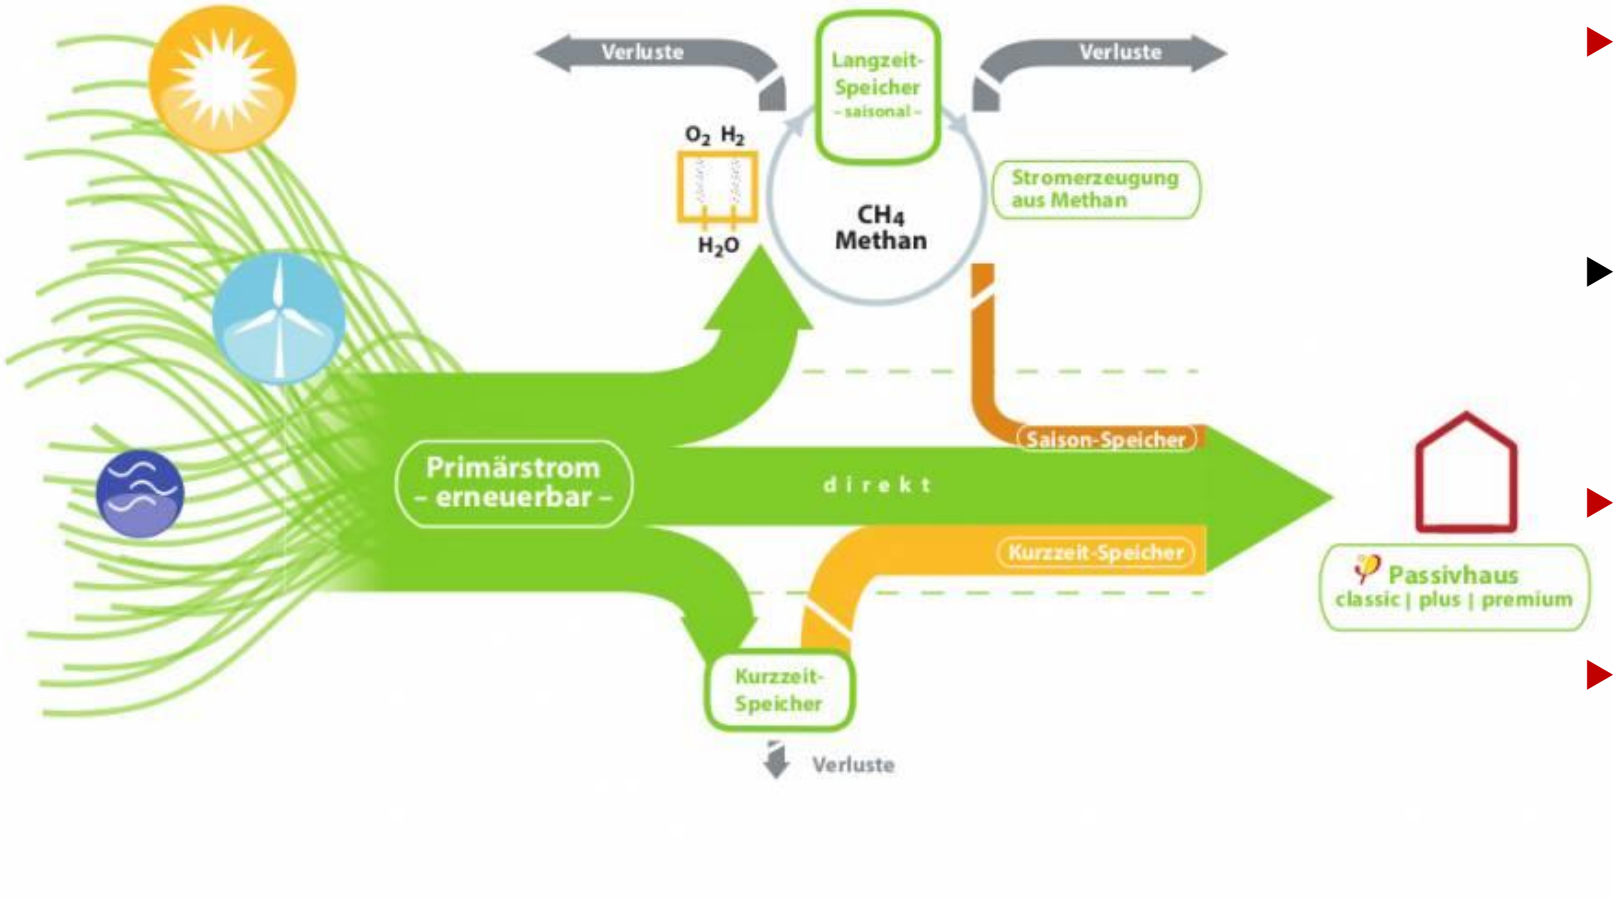 Verluste
Langzeit-
Speicher
– saisonal –
Verluste
O₂ H₂
H₂O
CH₄
Methan
Stromerzeugung
aus Methan
Primärstrom
– erneuerbar –
direkt
Saison-Speicher
Kurzzeit-Speicher
Passivhaus
classic | plus | premium
Kurzzeit-
Speicher
Verluste